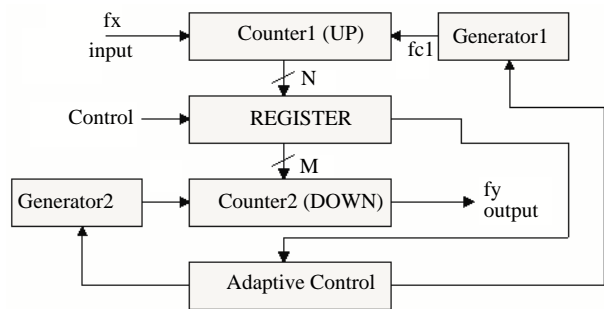 fx
input
Counter1 (UP)
fc1
Generator1
N
Control
REGISTER
M
Generator2
Counter2 (DOWN)
fy
output
Adaptive Control